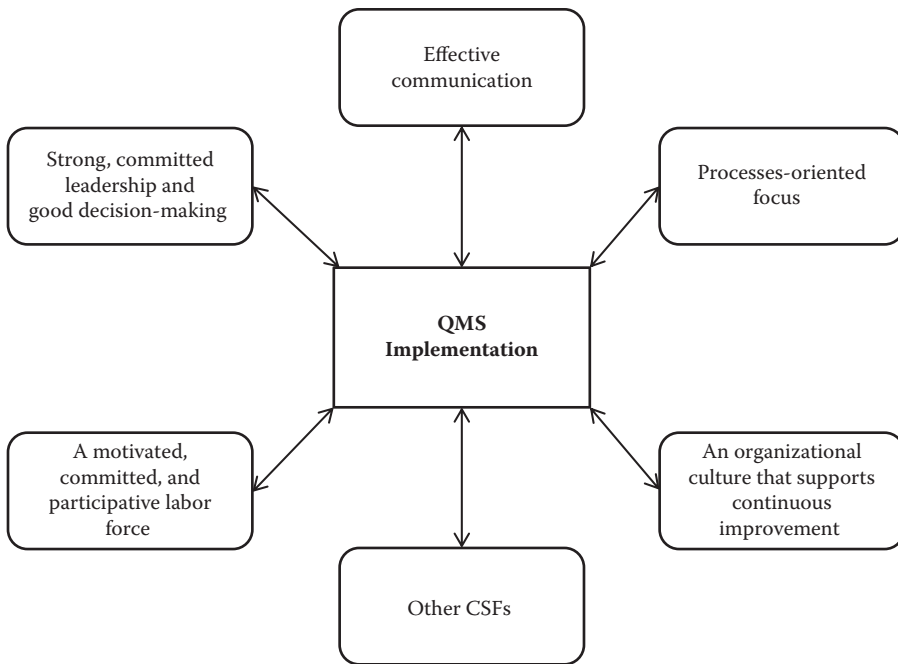 Effective
communication
Strong, committed
leadership and
good decision-making
Processes-oriented
focus
QMS
Implementation
A motivated,
committed, and
participative labor
force
An organizational
culture that supports
continuous
improvement
Other CSFs